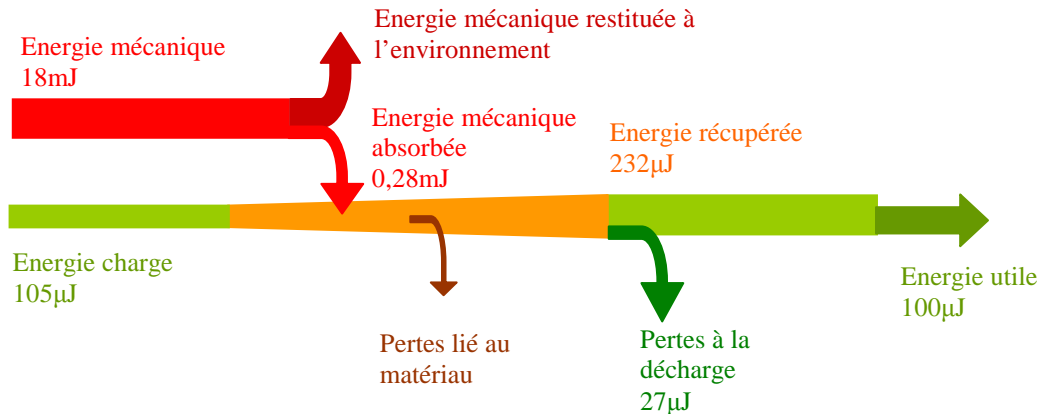 Energie mécanique restituée à
l'environnement
Energie mécanique
18mJ
Energie mécanique
absorbée
0,28mJ
Energie récupérée
232µJ
Energie charge
105µJ
Energie utile
100µJ
Pertes lié au
matériau
Pertes à la
décharge
27µJ